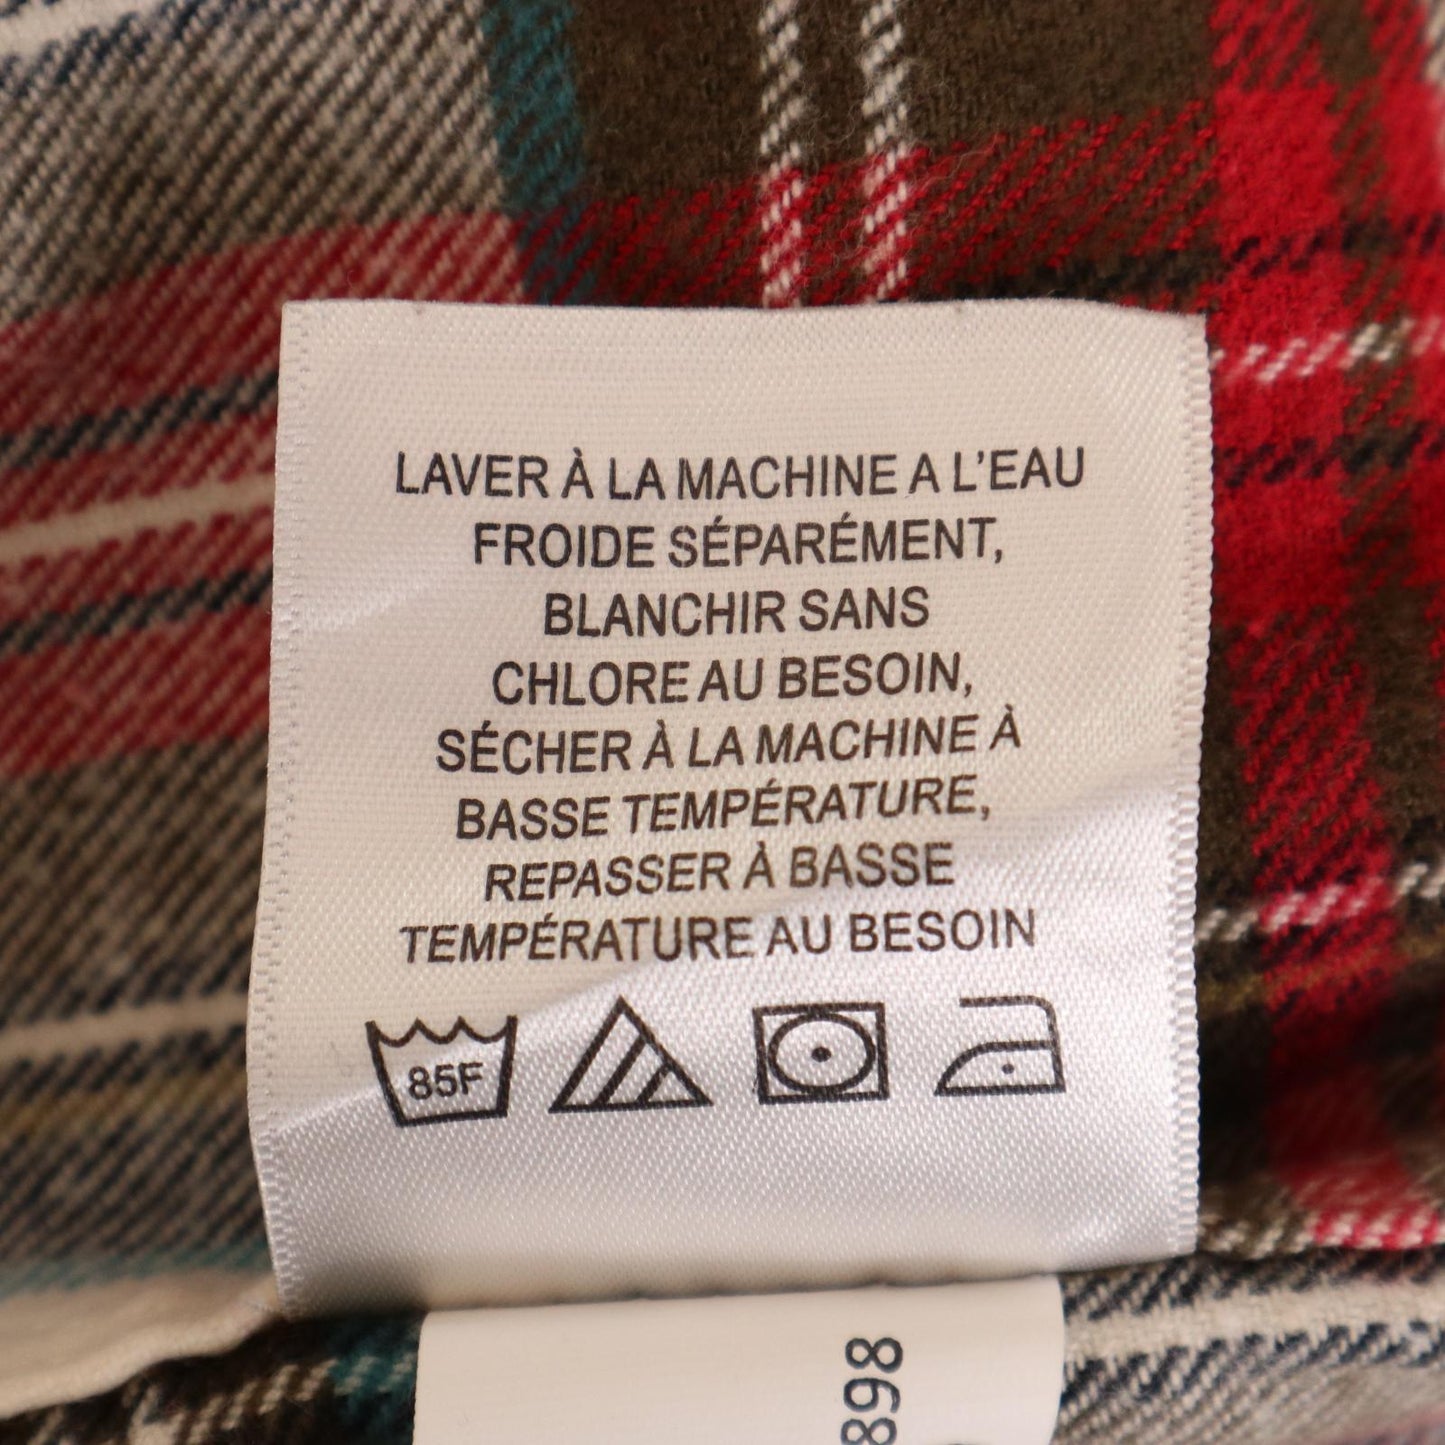 LAVER À LA MACHINE A L'EAU
FROIDE SÉPARÉMENT,
BLANCHIR SANS
CHLORE AU BESOIN,
SÉCHER À LA MACHINE À
BASSE TEMPÉRATURE,
REPASSER À BASSE
TEMPÉRATURE AU BESOIN
85F
898